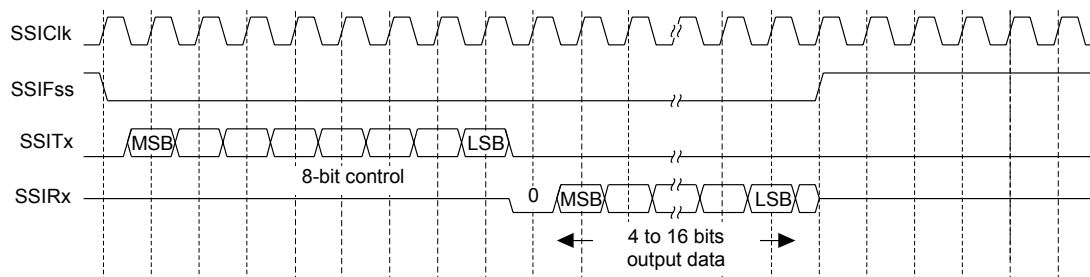 SSIClk
SSIFss
SSITx
MSB
LSB
8-bit control
SSIRx
0
MSB
LSB
4 to 16 bits
output data